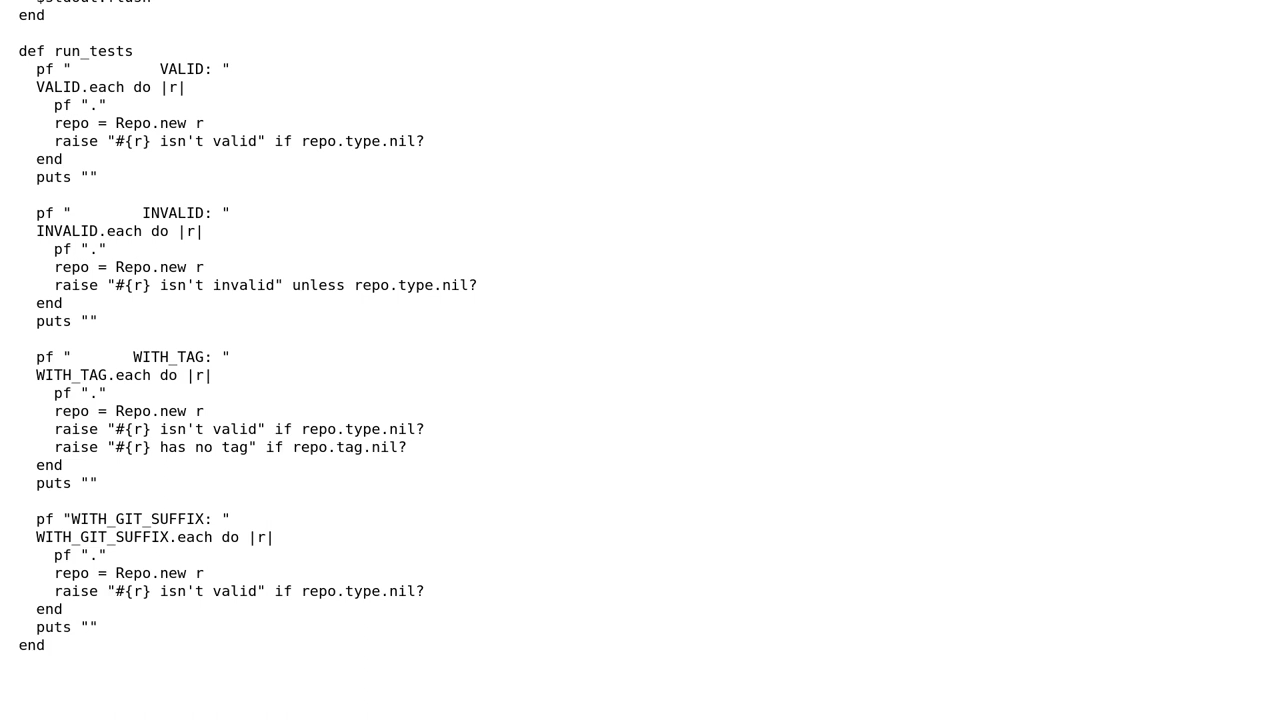 end

def run_tests
  pf "          VALID: "
  VALID.each do |r|
    pf "."
    repo = Repo.new r
    raise "#{r} isn't valid" if repo.type.nil?
  end
  puts ""

  pf "        INVALID: "
  INVALID.each do |r|
    pf "."
    repo = Repo.new r
    raise "#{r} isn't invalid" unless repo.type.nil?
  end
  puts ""

  pf "       WITH_TAG: "
  WITH_TAG.each do |r|
    pf "."
    repo = Repo.new r
    raise "#{r} isn't valid" if repo.type.nil?
    raise "#{r} has no tag" if repo.tag.nil?
  end
  puts ""

  pf "WITH_GIT_SUFFIX: "
  WITH_GIT_SUFFIX.each do |r|
    pf "."
    repo = Repo.new r
    raise "#{r} isn't valid" if repo.type.nil?
  end
  puts ""
end